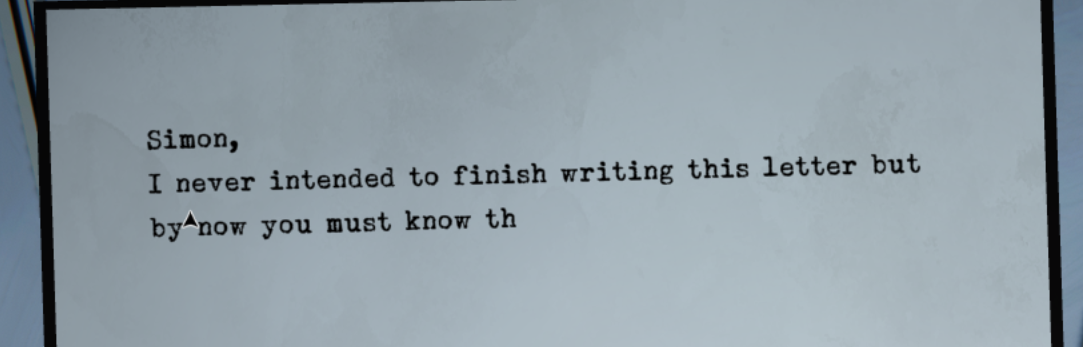 Simon,
I never intended to finish writing this letter but
by now you must know th